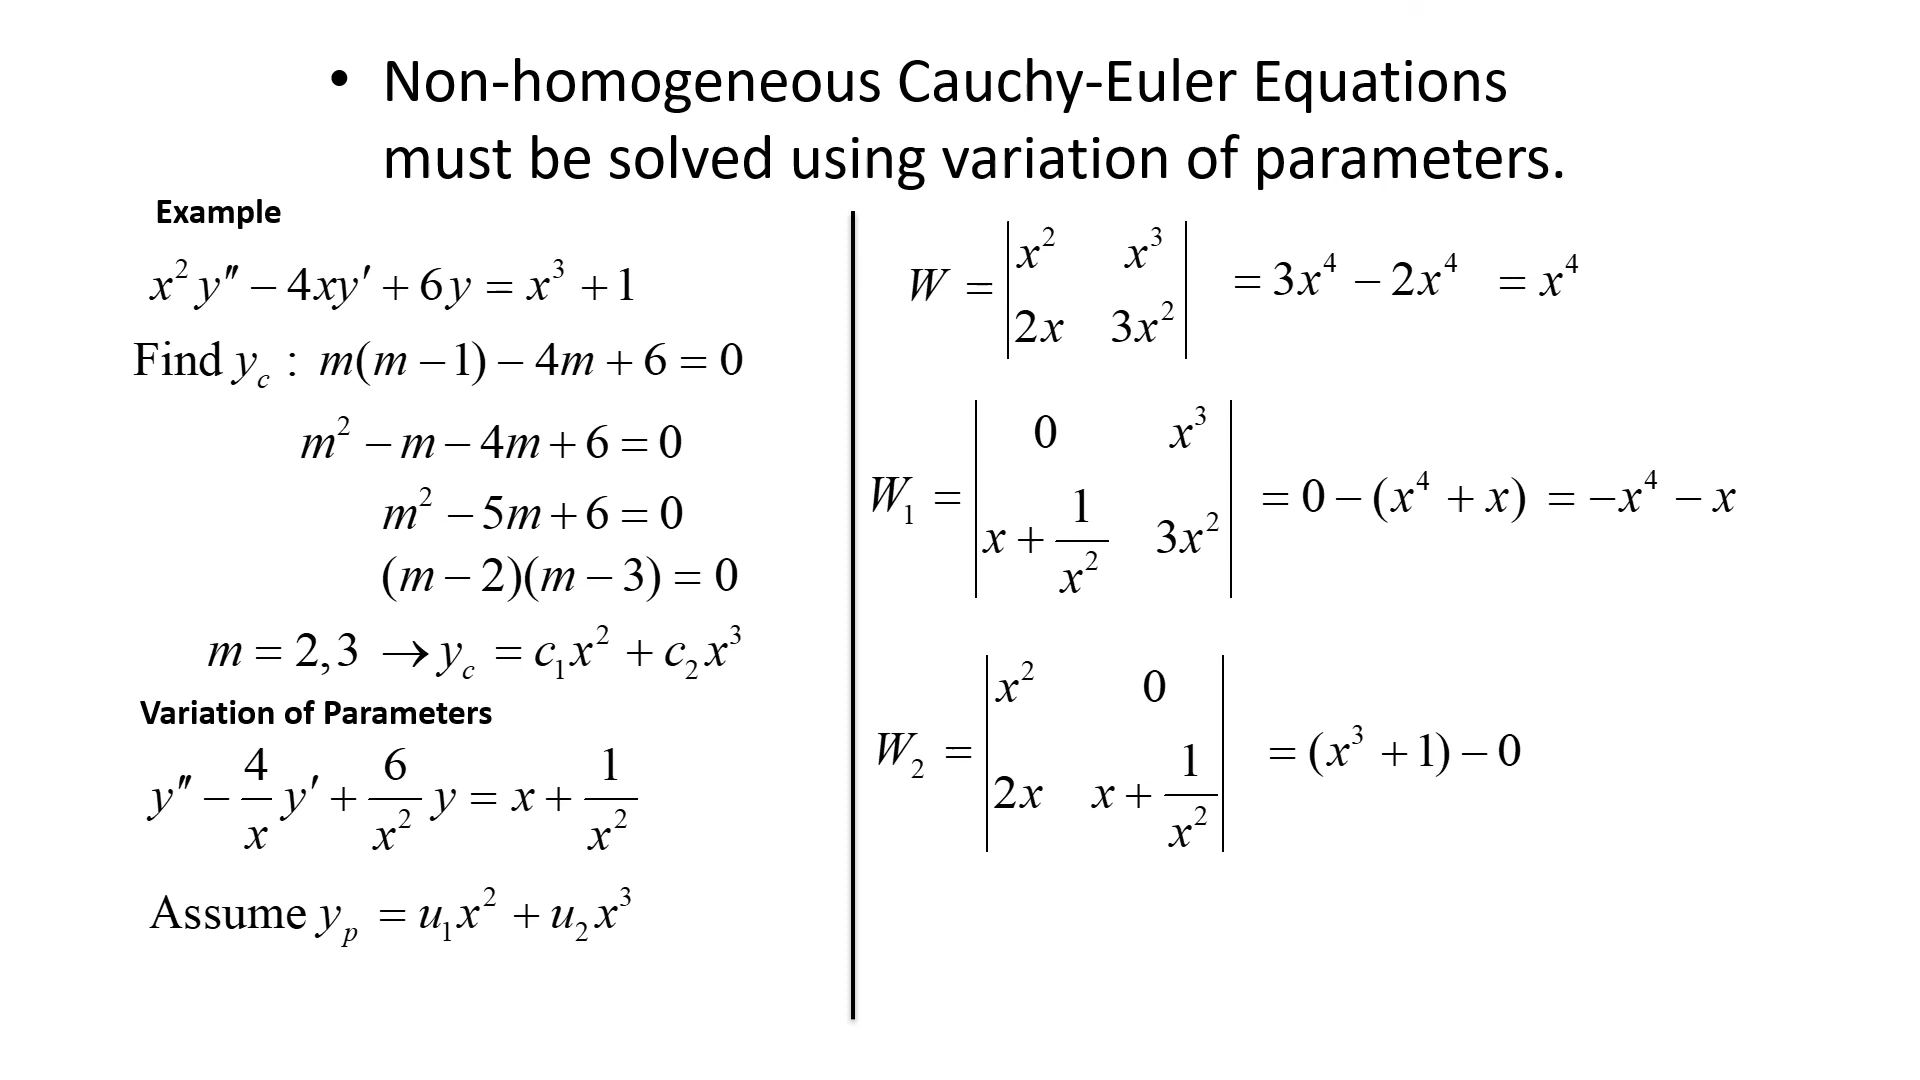 • Non-homogeneous Cauchy-Euler Equations
must be solved using variation of parameters.
Example
x² y″ − 4xy′ + 6y = x³ + 1
Find y_c : m(m − 1) − 4m + 6 = 0
m² − m − 4m + 6 = 0
m² − 5m + 6 = 0
(m − 2)(m − 3) = 0
m = 2,3 → y_c = c₁x² + c₂x³
Variation of Parameters
y″ − 4/x y′ + 6/x² y = x + 1/x²
Assume y_p = u₁x² + u₂x³
W = | x² x³ ; 2x 3x² | = 3x⁴ − 2x⁴ = x⁴
W₁ = | 0 x³ ; x + 1/x² 3x² | = 0 − (x⁴ + x) = −x⁴ − x
W₂ = | x² 0 ; 2x x + 1/x² | = (x³ + 1) − 0